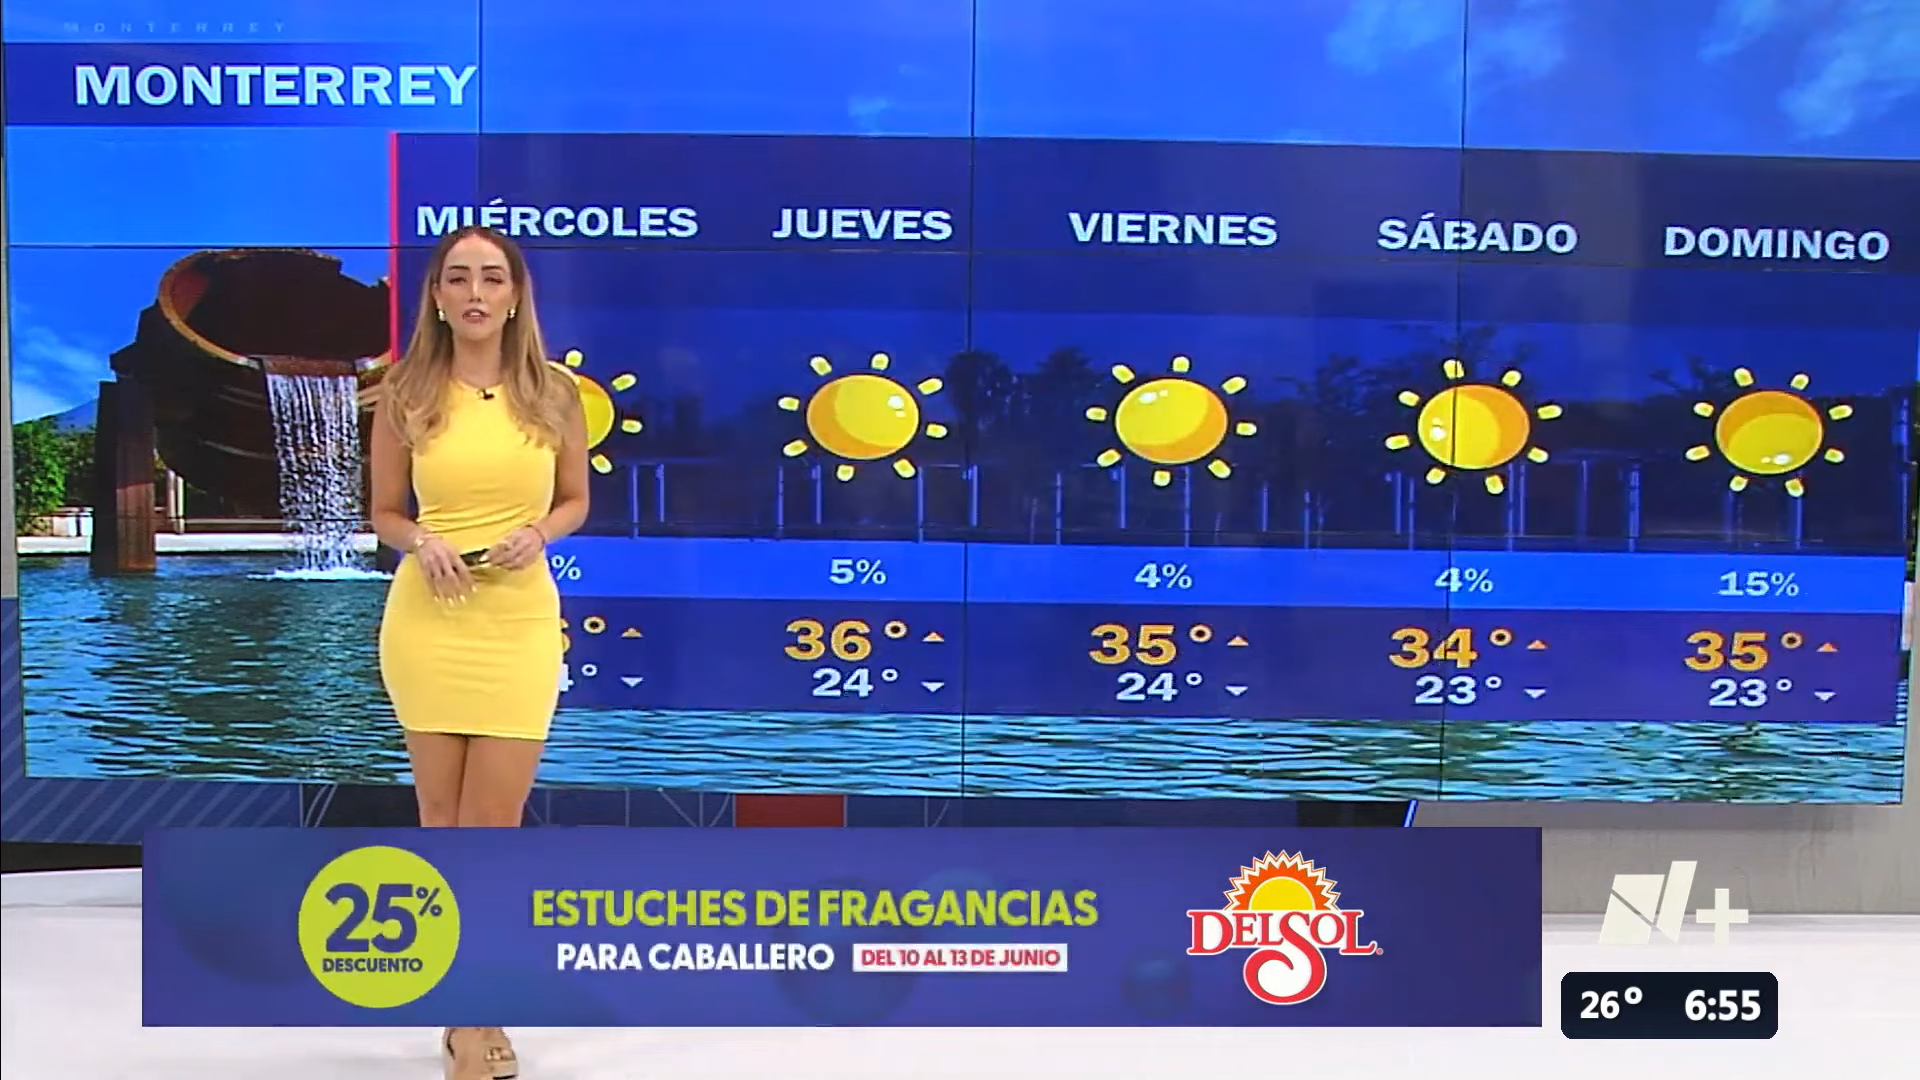 MONTERREY
MONTERREY
MIÉRCOLES JUEVES VIERNES SÁBADO DOMINGO
% 5% 4% 4% 15%
° 36° 35° 34° 35°
° 24° 24° 23° 23°
25%
DESCUENTO
ESTUCHES DE FRAGANCIAS
PARA CABALLERO DEL 10 AL 13 DE JUNIO
DELSOL
N+
26° 6:55